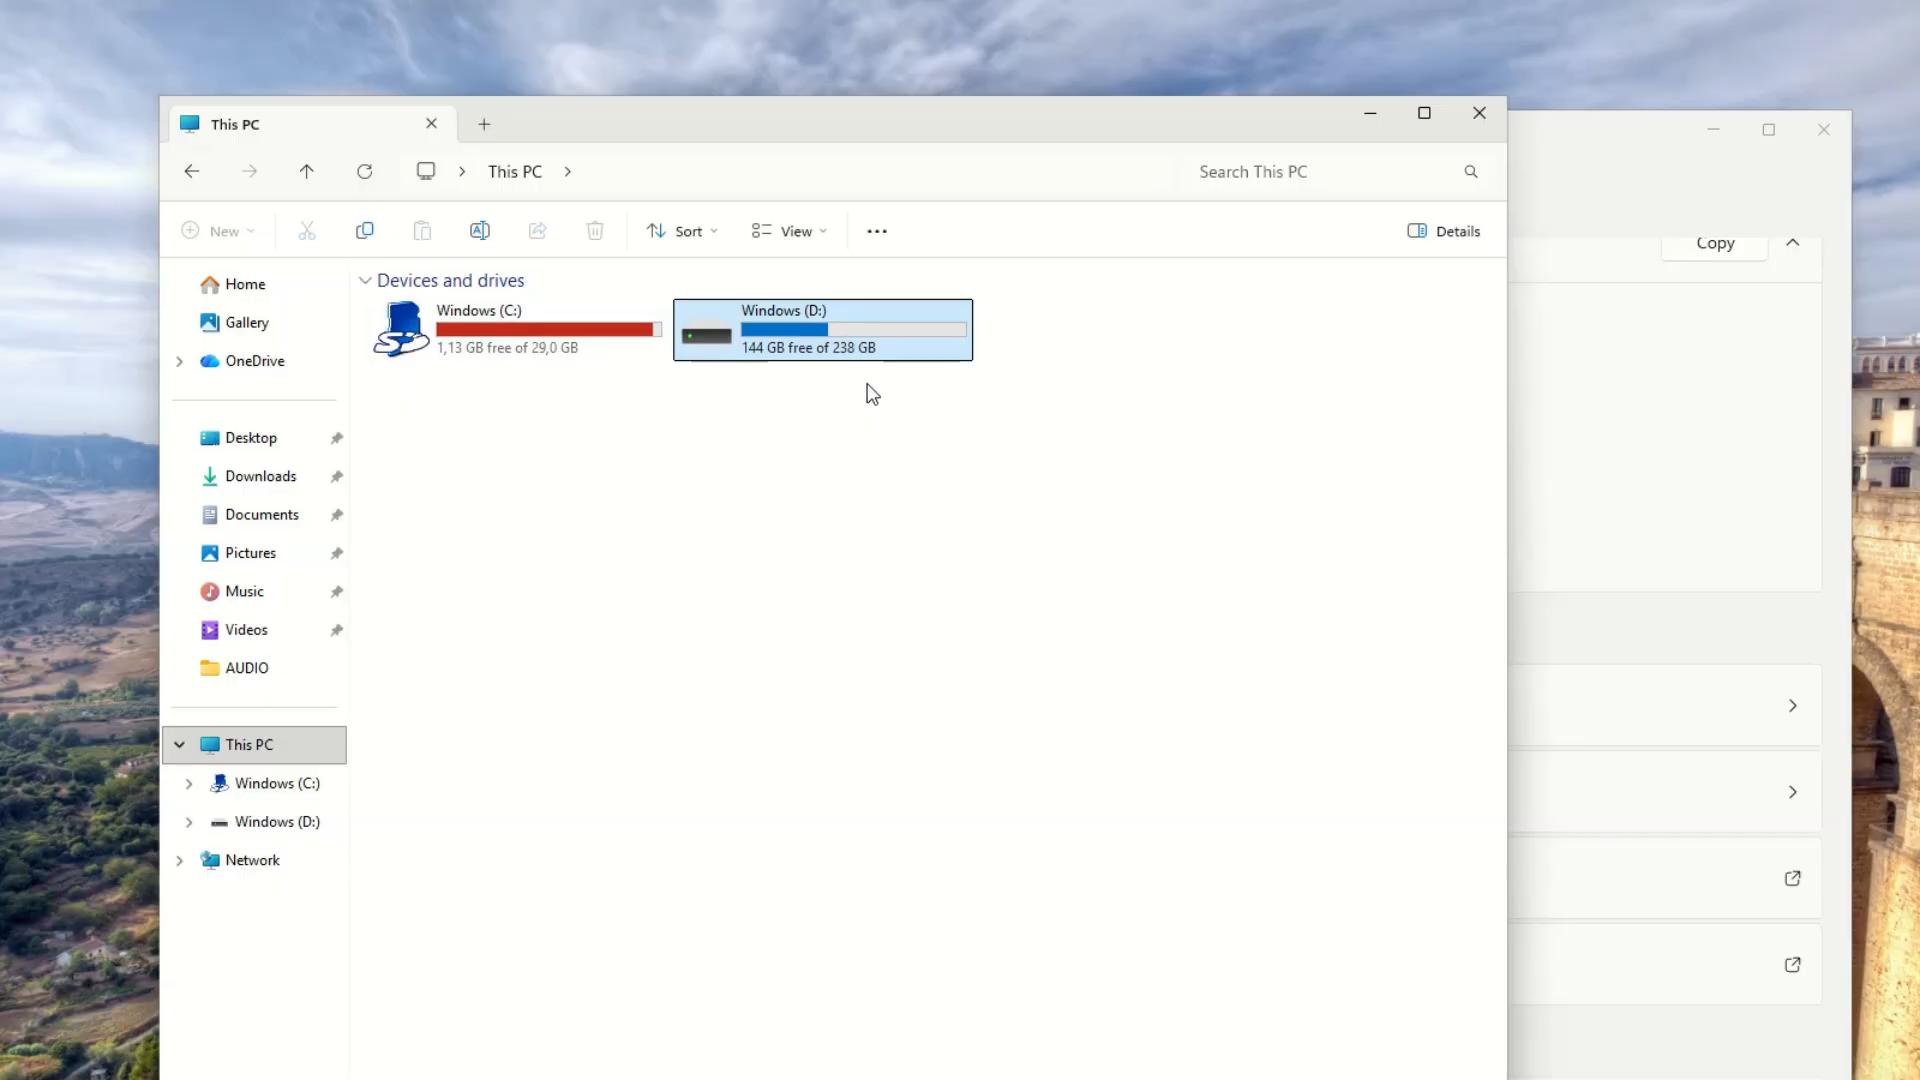 This PC
This PC
Search This PC
New
Sort
View
Details
Copy
Home
Gallery
OneDrive
Desktop
Downloads
Documents
Pictures
Music
Videos
AUDIO
This PC
Windows (C:)
Windows (D:)
Network
Devices and drives
Windows (C:)
1,13 GB free of 29,0 GB
Windows (D:)
144 GB free of 238 GB